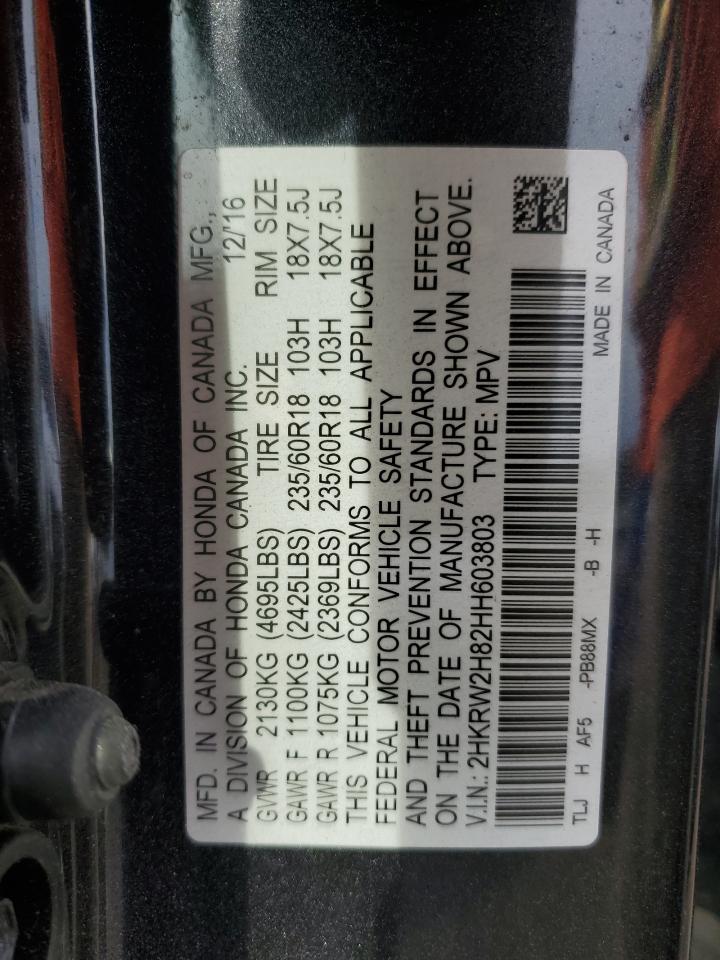 MFD. IN CANADA BY HONDA OF CANADA MFG.,
A DIVISION OF HONDA CANADA INC. 12/'16
GVWR 2130KG (4695LBS) TIRE SIZE RIM SIZE
GAWR F 1100KG (2425LBS) 235/60R18 103H 18X7.5J
GAWR R 1075KG (2369LBS) 235/60R18 103H 18X7.5J
THIS VEHICLE CONFORMS TO ALL APPLICABLE
FEDERAL MOTOR VEHICLE SAFETY
AND THEFT PREVENTION STANDARDS IN EFFECT
ON THE DATE OF MANUFACTURE SHOWN ABOVE.
V.I.N.: 2HKRW2H82HH603803 TYPE: MPV
TLJ H AF5 -PB88MX -B -H MADE IN CANADA